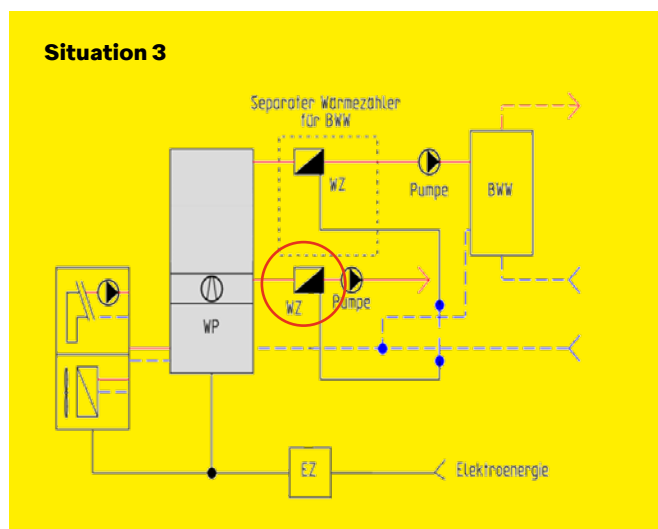 Situation 3
Separater Wärmezähler
für BWW
WZ
Pumpe
BWW
WZ
Pumpe
WP
EZ
Elektroenergie